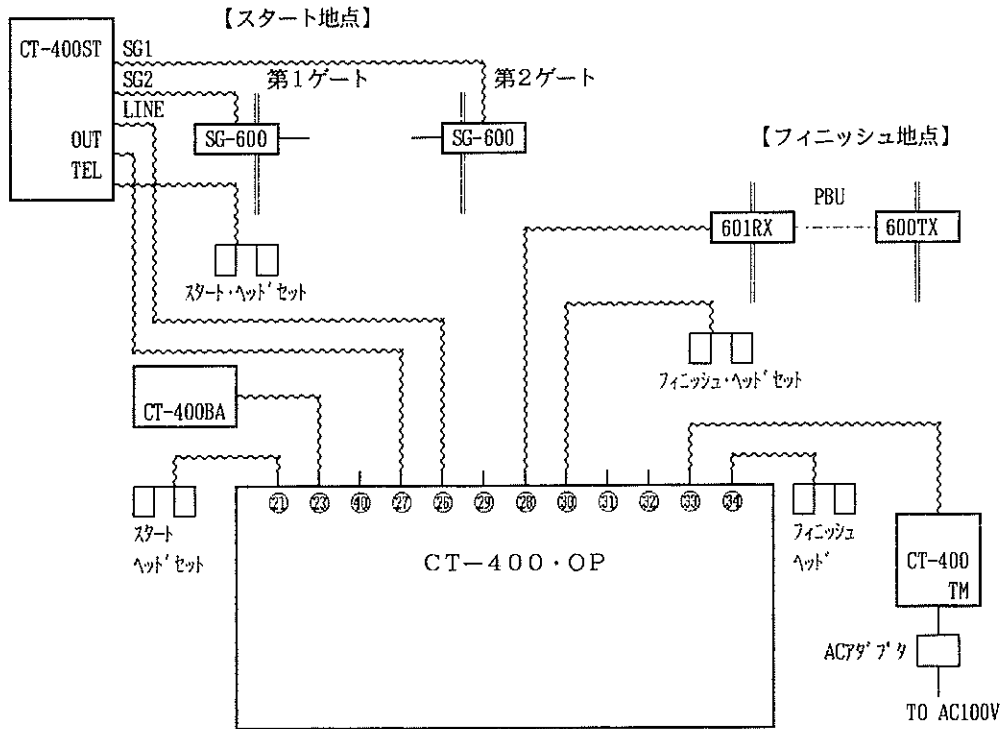 【スタート地点】
CT-400ST
SG1
SG2
LINE
OUT
TEL
第1ゲート
第2ゲート
SG-600
SG-600
【フィニッシュ地点】
PBU
601RX
600TX
スタート・ヘッドセット
フィニッシュ・ヘッドセット
CT-400BA
スタート
ヘッドセット
㉑ ㉓ ㊵ ㉗ ㉖ ㉙ ㉘ ㉚ ㉛ ㉜ ㉝ ㉞
フィニッシュ
ヘッド
CT-400・OP
CT-400
TM
ACアダプタ
TO AC100V